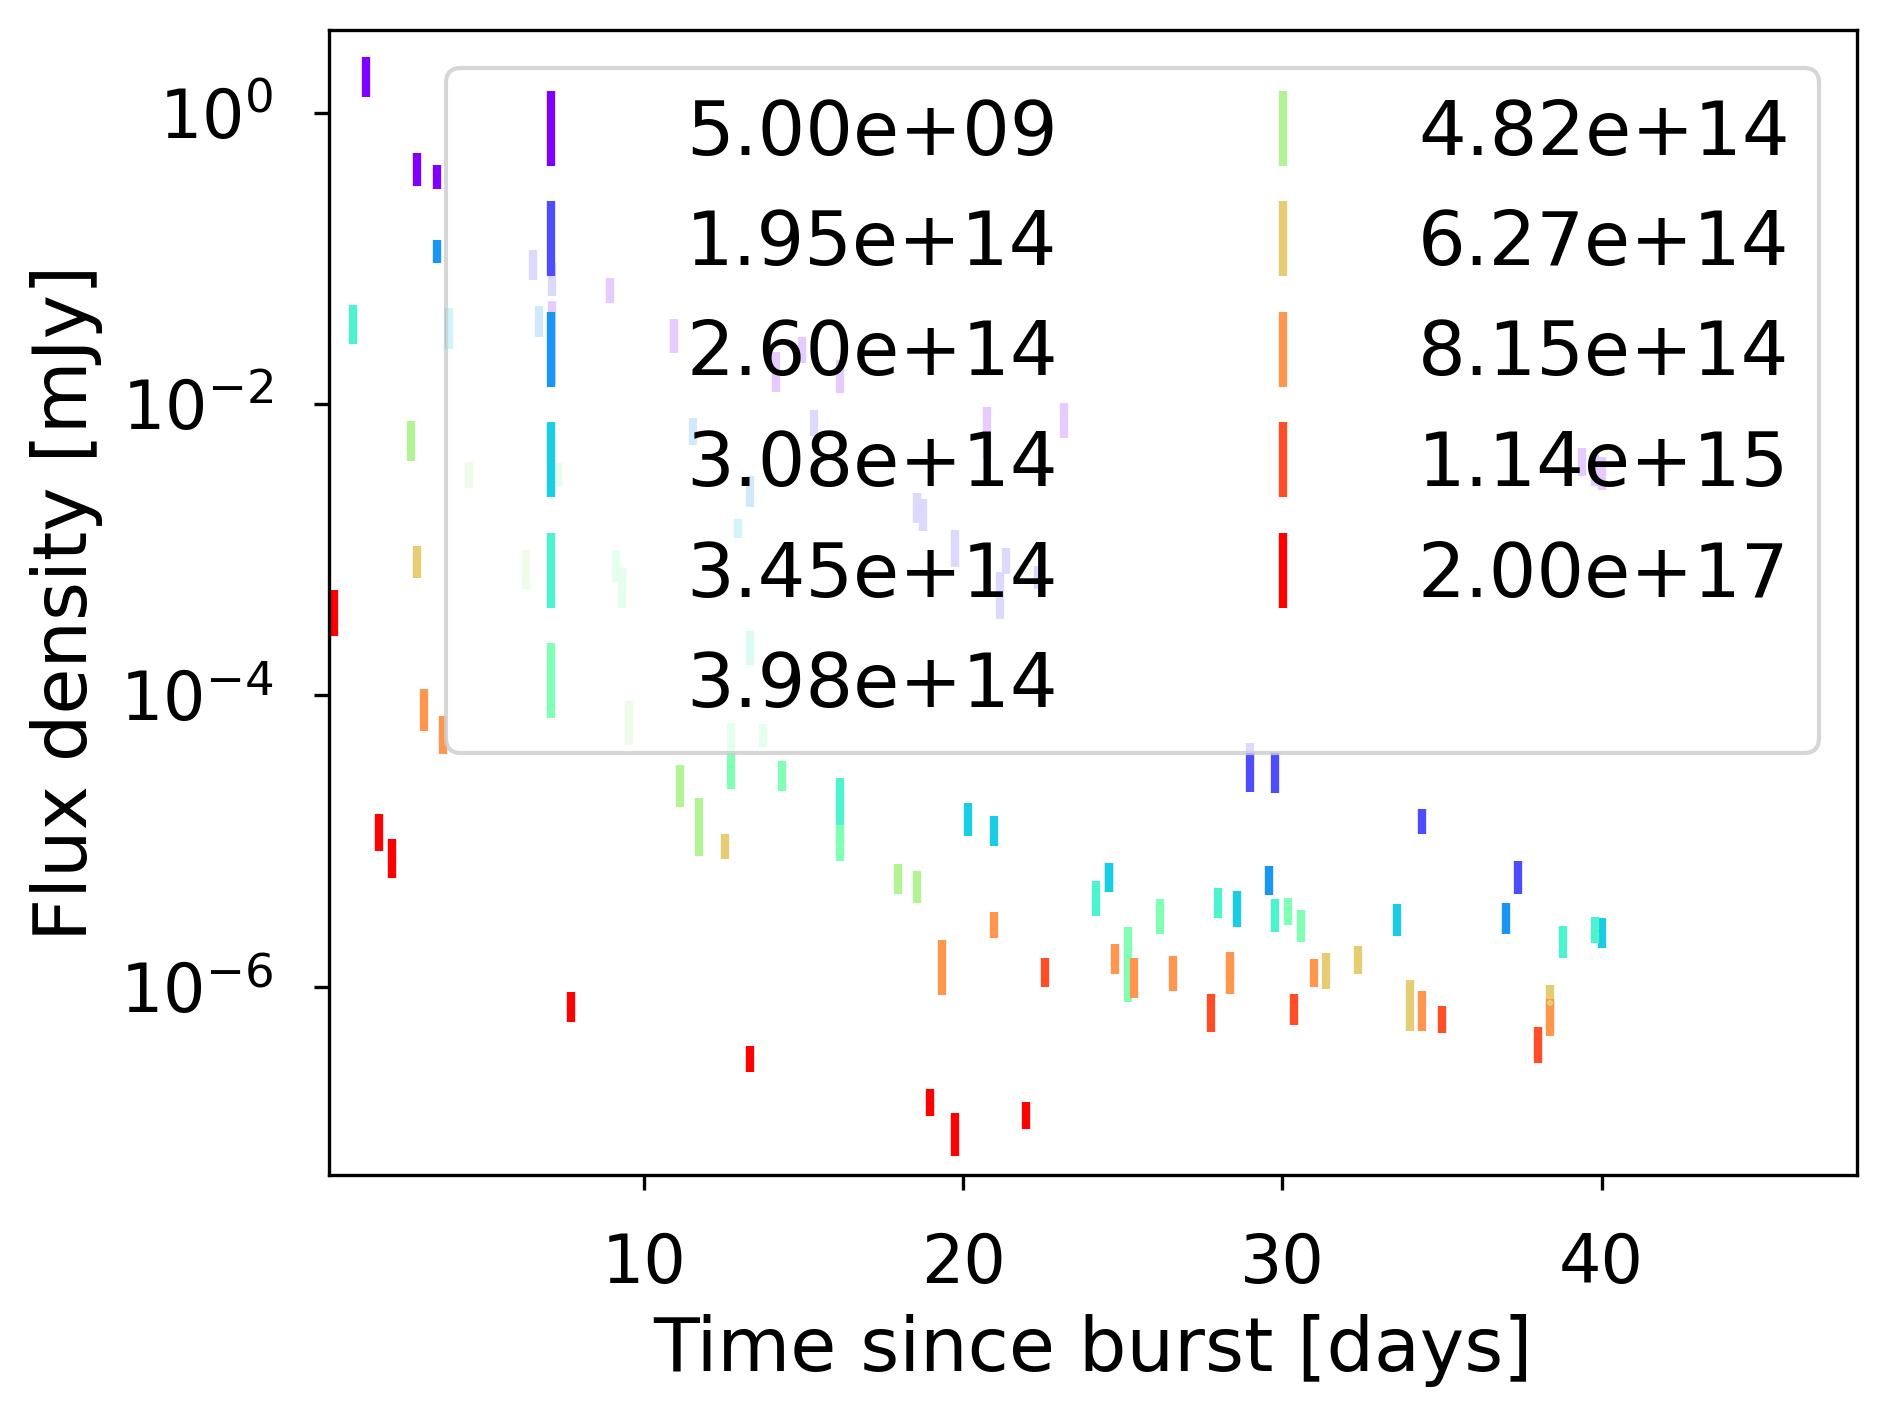 10⁰
10⁻²
10⁻⁴
10⁻⁶
Flux density [mJy]
5.00e+09
1.95e+14
2.60e+14
3.08e+14
3.45e+14
3.98e+14
4.82e+14
6.27e+14
8.15e+14
1.14e+15
2.00e+17
10 20 30 40
Time since burst [days]